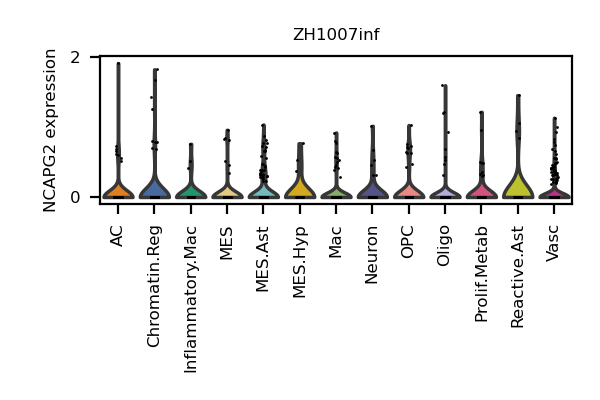 ZH1007inf
NCAPG2 expression
2
0
AC
Chromatin.Reg
Inflammatory.Mac
MES
MES.Ast
MES.Hyp
Mac
Neuron
OPC
Oligo
Prolif.Metab
Reactive.Ast
Vasc